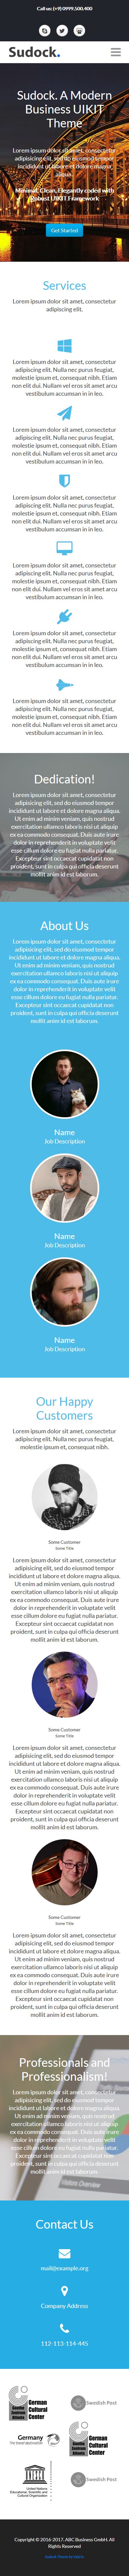 Call us: (+9) 0999.500.400
Sudock.
Sudock. A Modern
Business UIKIT
Theme
Lorem ipsum dolor sit amet, consectetur
adipisicing elit, sed do eiusmod tempor
incididunt ut labore et dolore magna
aliqua.
Minimal, Clean, Elegantly coded with
Robust UIKIT Framework
Get Started
Services
Lorem ipsum dolor sit amet, consectetur
adipiscing elit.
Lorem ipsum dolor sit amet, consectetur
adipiscing elit. Nulla nec purus feugiat,
molestie ipsum et, consequat nibh. Etiam
non elit dui. Nullam vel eros sit amet arcu
vestibulum accumsan in in leo.
Lorem ipsum dolor sit amet, consectetur
adipiscing elit. Nulla nec purus feugiat,
molestie ipsum et, consequat nibh. Etiam
non elit dui. Nullam vel eros sit amet arcu
vestibulum accumsan in in leo.
Lorem ipsum dolor sit amet, consectetur
adipiscing elit. Nulla nec purus feugiat,
molestie ipsum et, consequat nibh. Etiam
non elit dui. Nullam vel eros sit amet arcu
vestibulum accumsan in in leo.
Lorem ipsum dolor sit amet, consectetur
adipiscing elit. Nulla nec purus feugiat,
molestie ipsum et, consequat nibh. Etiam
non elit dui. Nullam vel eros sit amet arcu
vestibulum accumsan in in leo.
Lorem ipsum dolor sit amet, consectetur
adipiscing elit. Nulla nec purus feugiat,
molestie ipsum et, consequat nibh. Etiam
non elit dui. Nullam vel eros sit amet arcu
vestibulum accumsan in in leo.
Lorem ipsum dolor sit amet, consectetur
adipiscing elit. Nulla nec purus feugiat,
molestie ipsum et, consequat nibh. Etiam
non elit dui. Nullam vel eros sit amet arcu
vestibulum accumsan in in leo.
Dedication!
Lorem ipsum dolor sit amet, consectetur
adipisicing elit, sed do eiusmod tempor
incididunt ut labore et dolore magna aliqua.
Ut enim ad minim veniam, quis nostrud
exercitation ullamco laboris nisi ut aliquip
ex ea commodo consequat. Duis aute irure
dolor in reprehenderit in voluptate velit
esse cillum dolore eu fugiat nulla pariatur.
Excepteur sint occaecat cupidatat non
proident, sunt in culpa qui officia deserunt
mollit anim id est laborum.
About Us
Lorem ipsum dolor sit amet, consectetur
adipisicing elit, sed do eiusmod tempor
incididunt ut labore et dolore magna aliqua.
Ut enim ad minim veniam, quis nostrud
exercitation ullamco laboris nisi ut aliquip
ex ea commodo consequat. Duis aute irure
dolor in reprehenderit in voluptate velit
esse cillum dolore eu fugiat nulla pariatur.
Excepteur sint occaecat cupidatat non
proident, sunt in culpa qui officia deserunt
mollit anim id est laborum.
Name
Job Description
Name
Job Description
Name
Job Description
Our Happy
Customers
Lorem ipsum dolor sit amet, consectetur
adipiscing elit. Nulla nec purus feugiat,
molestie ipsum et, consequat nibh.
Some Customer
Some Title
Lorem ipsum dolor sit amet, consectetur
adipisicing elit, sed do eiusmod tempor
incididunt ut labore et dolore magna aliqua.
Ut enim ad minim veniam, quis nostrud
exercitation ullamco laboris nisi ut aliquip
ex ea commodo consequat. Duis aute irure
dolor in reprehenderit in voluptate velit
esse cillum dolore eu fugiat nulla pariatur.
Excepteur sint occaecat cupidatat non
proident, sunt in culpa qui officia deserunt
mollit anim id est laborum.
Some Customer
Some Title
Lorem ipsum dolor sit amet, consectetur
adipisicing elit, sed do eiusmod tempor
incididunt ut labore et dolore magna aliqua.
Ut enim ad minim veniam, quis nostrud
exercitation ullamco laboris nisi ut aliquip
ex ea commodo consequat. Duis aute irure
dolor in reprehenderit in voluptate velit
esse cillum dolore eu fugiat nulla pariatur.
Excepteur sint occaecat cupidatat non
proident, sunt in culpa qui officia deserunt
mollit anim id est laborum.
Some Customer
Some Title
Lorem ipsum dolor sit amet, consectetur
adipisicing elit, sed do eiusmod tempor
incididunt ut labore et dolore magna aliqua.
Ut enim ad minim veniam, quis nostrud
exercitation ullamco laboris nisi ut aliquip
ex ea commodo consequat. Duis aute irure
dolor in reprehenderit in voluptate velit
esse cillum dolore eu fugiat nulla pariatur.
Excepteur sint occaecat cupidatat non
proident, sunt in culpa qui officia deserunt
mollit anim id est laborum.
Professionals and
Professionalism!
Lorem ipsum dolor sit amet, consectetur
adipisicing elit, sed do eiusmod tempor
incididunt ut labore et dolore magna aliqua.
Ut enim ad minim veniam, quis nostrud
exercitation ullamco laboris nisi ut aliquip
ex ea commodo consequat. Duis aute irure
dolor in reprehenderit in voluptate velit
esse cillum dolore eu fugiat nulla pariatur.
Excepteur sint occaecat cupidatat non
proident, sunt in culpa qui officia deserunt
mollit anim id est laborum.
Contact Us
mail@example.org
Company Address
112-113-114-445
German
Cultural
Center
Swedish Post
Germany
The travel destination
German
Cultural
Center
United Nations
Educational, Scientific and
Cultural Organization
Swedish Post
Copyright © 2016-2017. ABC Business GmbH, All
Rights Reserved